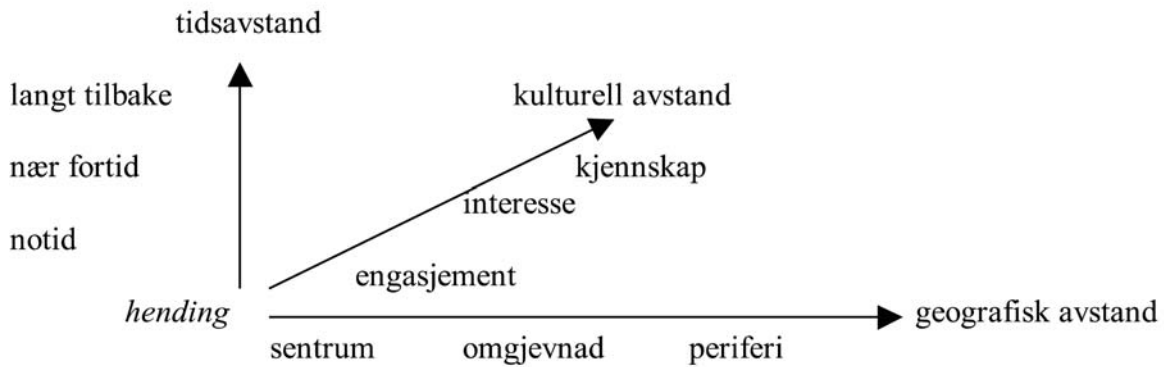 tidsavstand
langt tilbake
kulturell avstand
nær fortid
kjennskap
interesse
notid
engasjement
hending
geografisk avstand
sentrum
omgjevnad
periferi